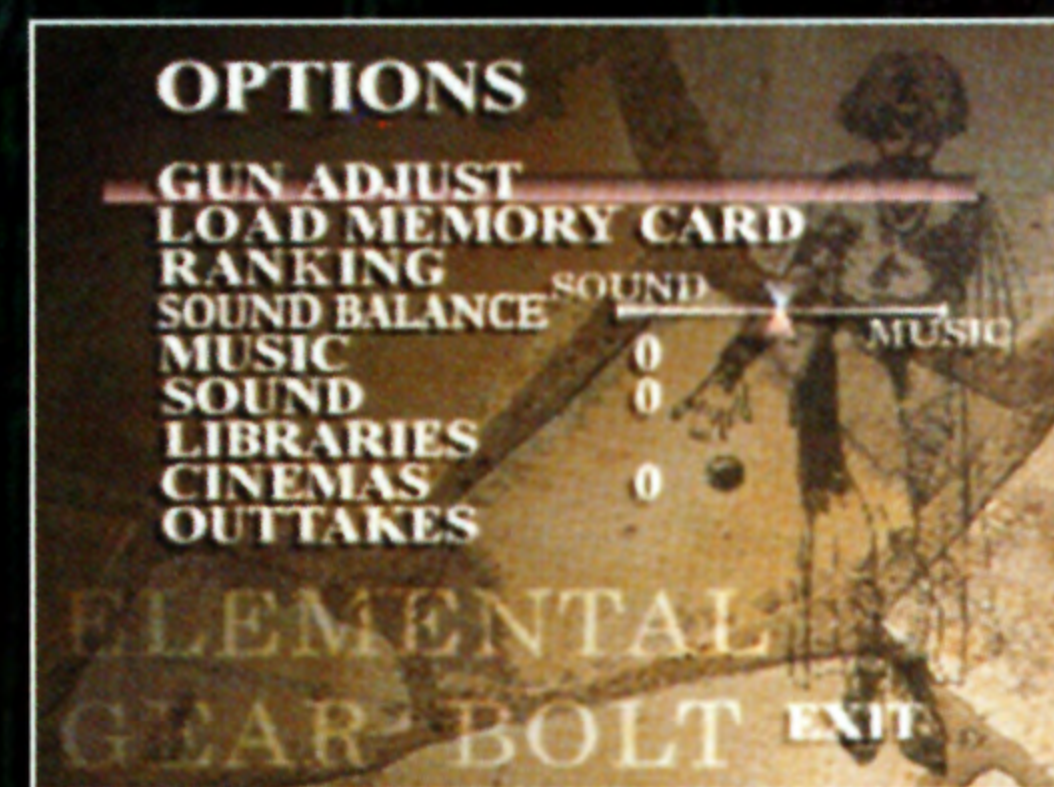 OPTIONS
GUN ADJUST
LOAD MEMORY CARD
RANKING
SOUND BALANCE SOUND MUSIC
MUSIC 0
SOUND 0
LIBRARIES
CINEMAS 0
OUTTAKES
ELEMENTAL
GEAR BOLT
EXIT